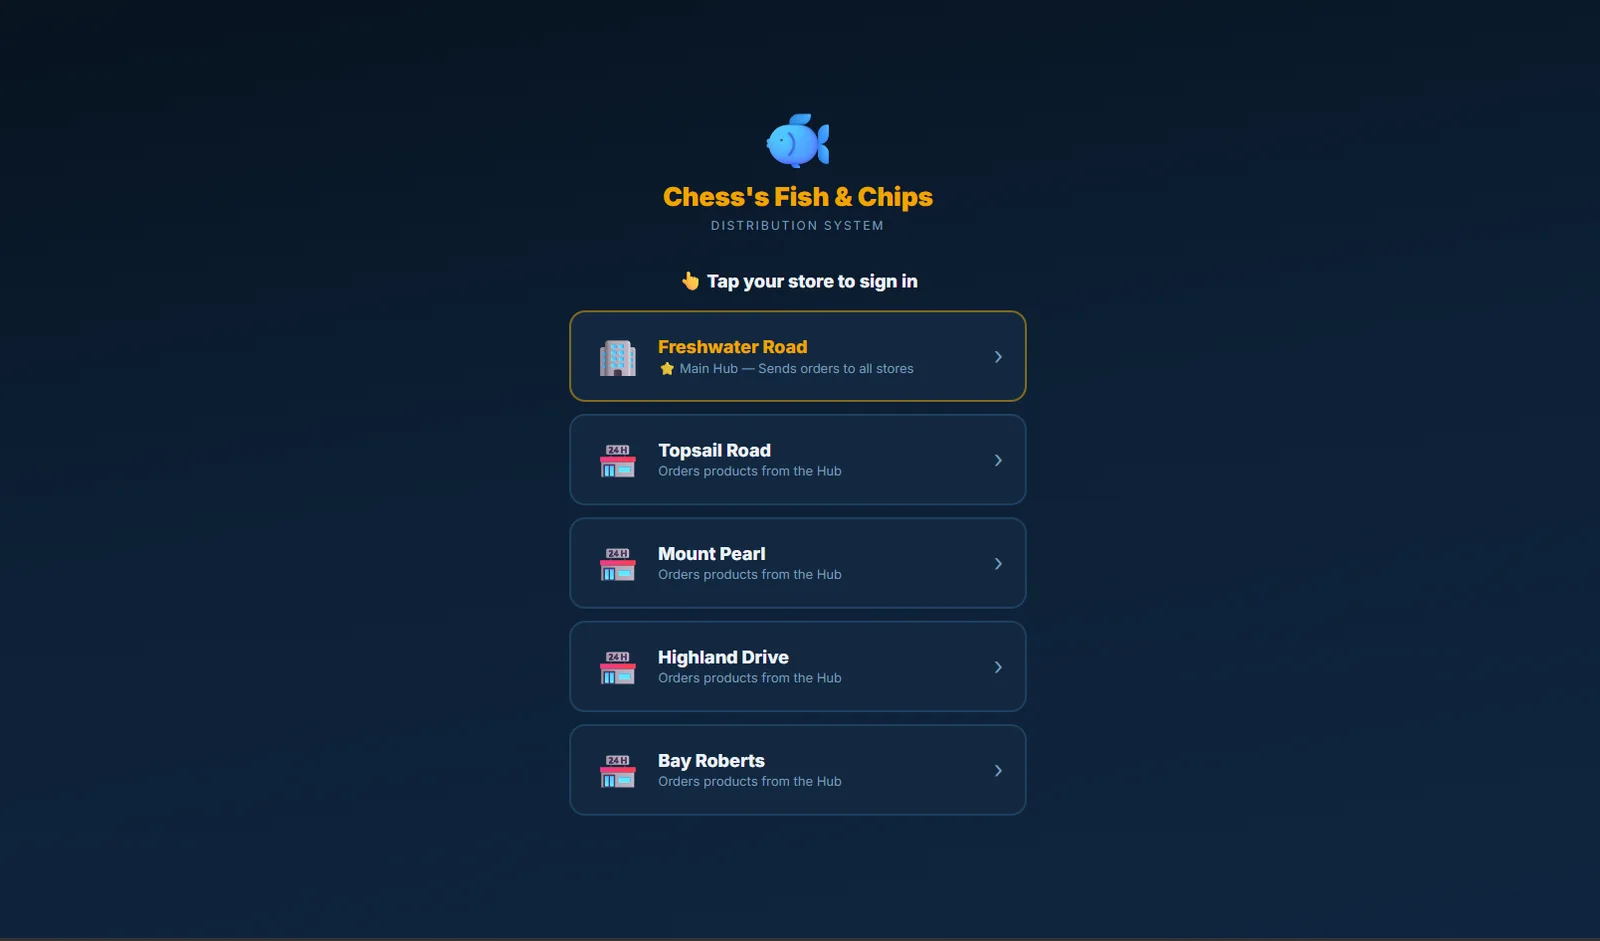 Chess's Fish & Chips
DISTRIBUTION SYSTEM
👆 Tap your store to sign in
Freshwater Road
⭐ Main Hub — Sends orders to all stores
24H
Topsail Road
Orders products from the Hub
24H
Mount Pearl
Orders products from the Hub
24H
Highland Drive
Orders products from the Hub
24H
Bay Roberts
Orders products from the Hub